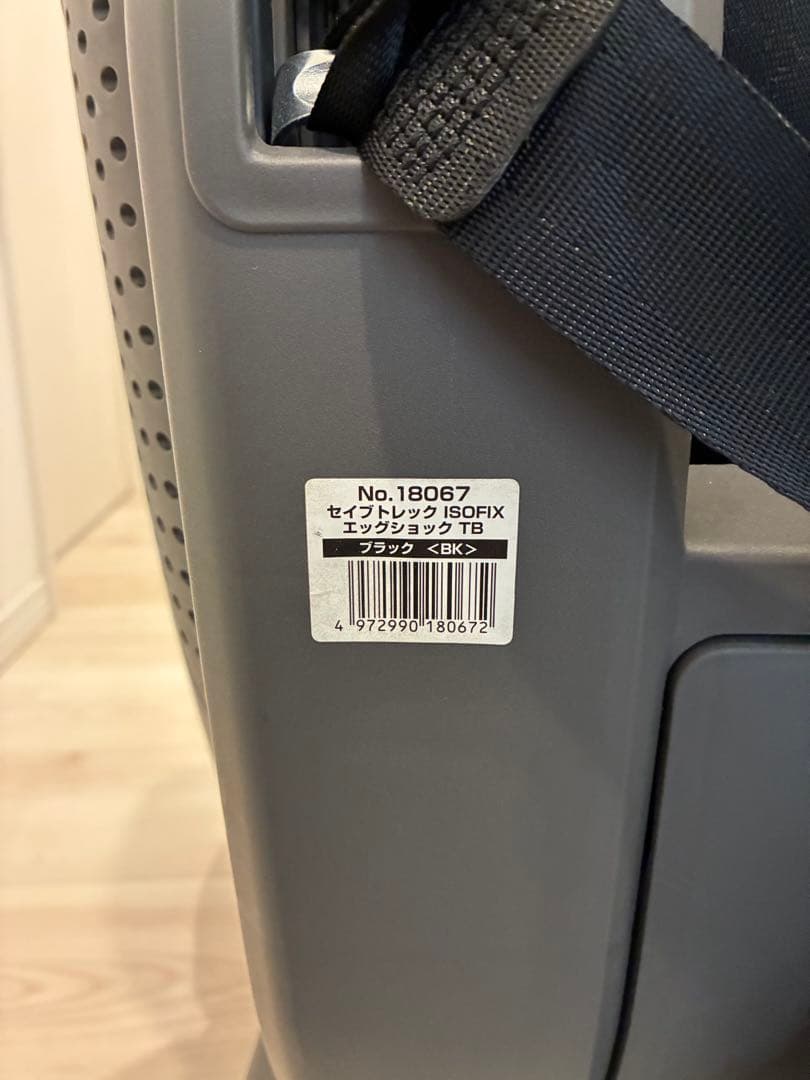 No.18067
セイブトレック ISOFIX
エッグショック TB
ブラック <BK>
4 972990 180672